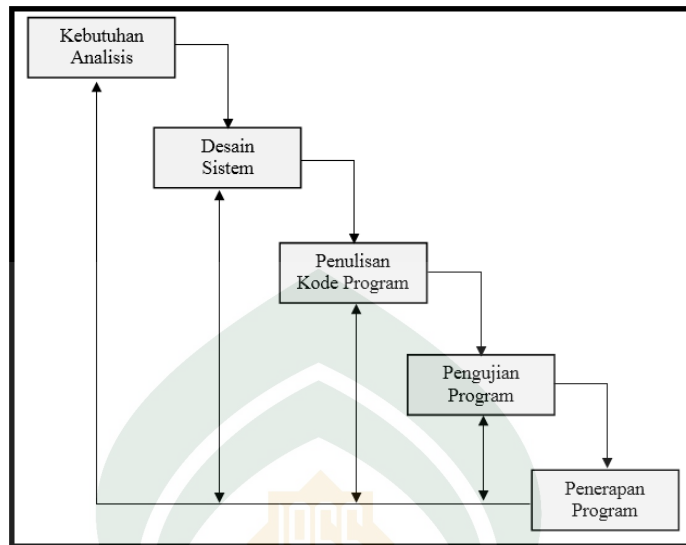 Kebutuhan
Analisis
Desain
Sistem
Penulisan
Kode Program
Pengujian
Program
Penerapan
Program